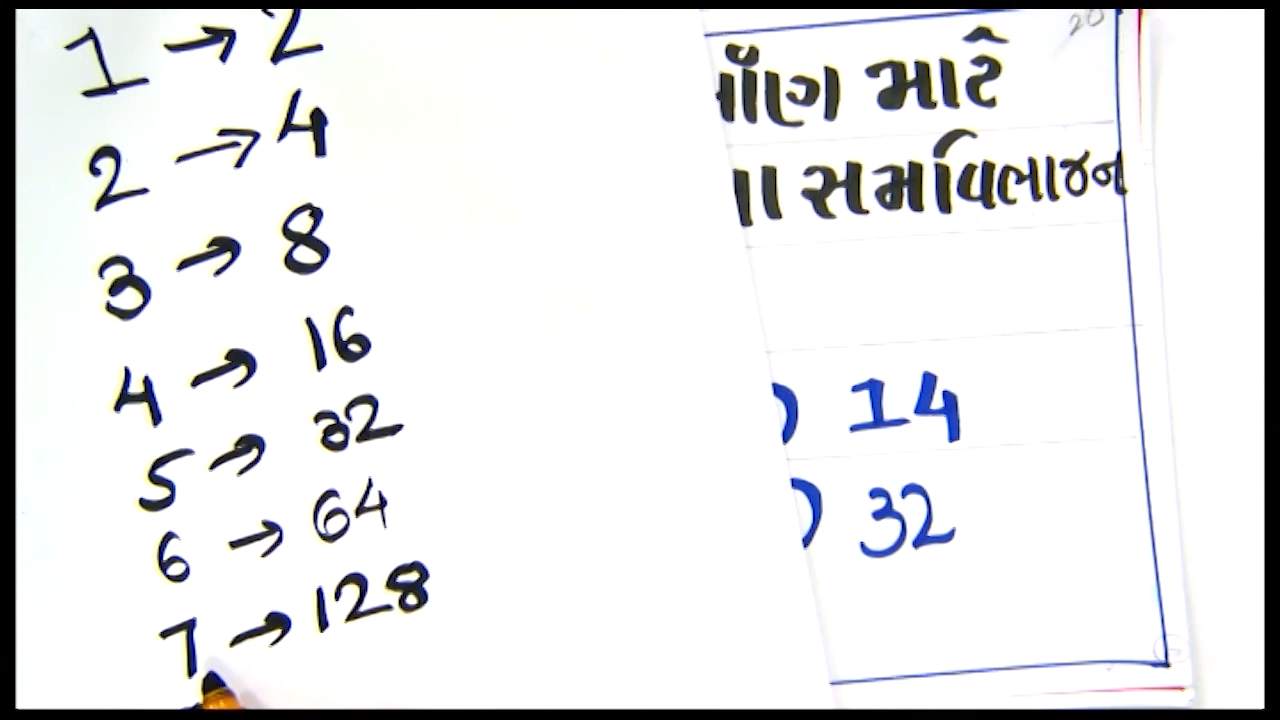 1 → 2
2 → 4
3 → 8
4 → 16
5 → 32
6 → 64
7 → 128
20
માટે
સમવિભાજન
) 14
) 32